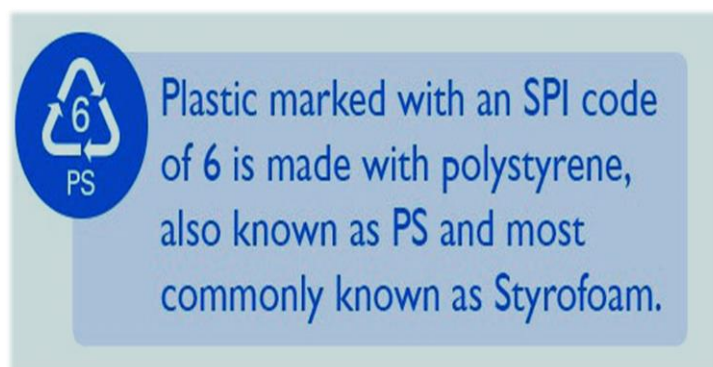 6
PS
Plastic marked with an SPI code
of 6 is made with polystyrene,
also known as PS and most
commonly known as Styrofoam.